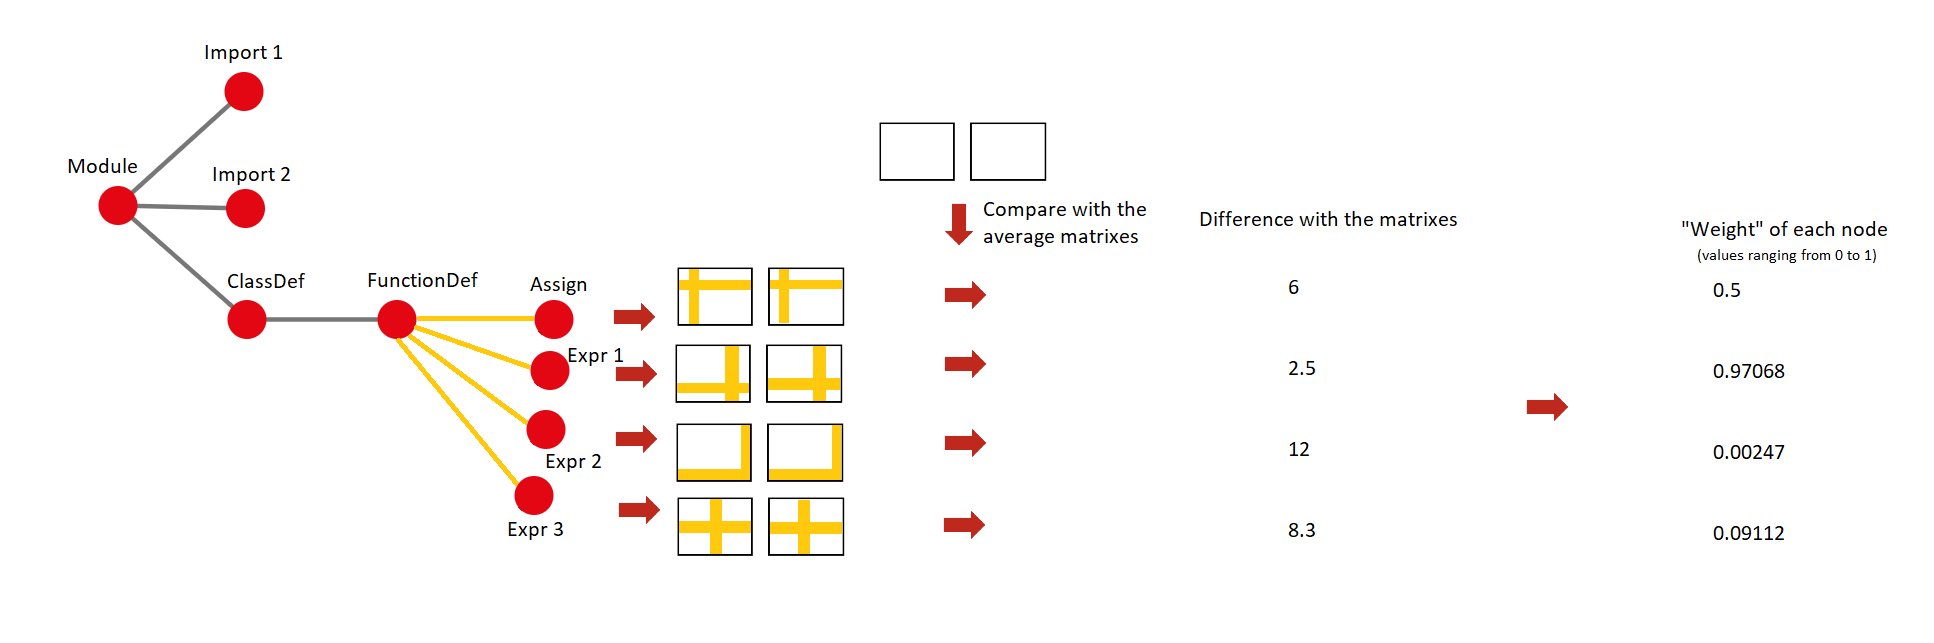 Import 1
Module
Import 2
ClassDef
FunctionDef
Assign
Expr 1
Expr 2
Expr 3
Compare with the
average matrixes
Difference with the matrixes
6
2.5
12
8.3
"Weight" of each node
(values ranging from 0 to 1)
0.5
0.97068
0.00247
0.09112